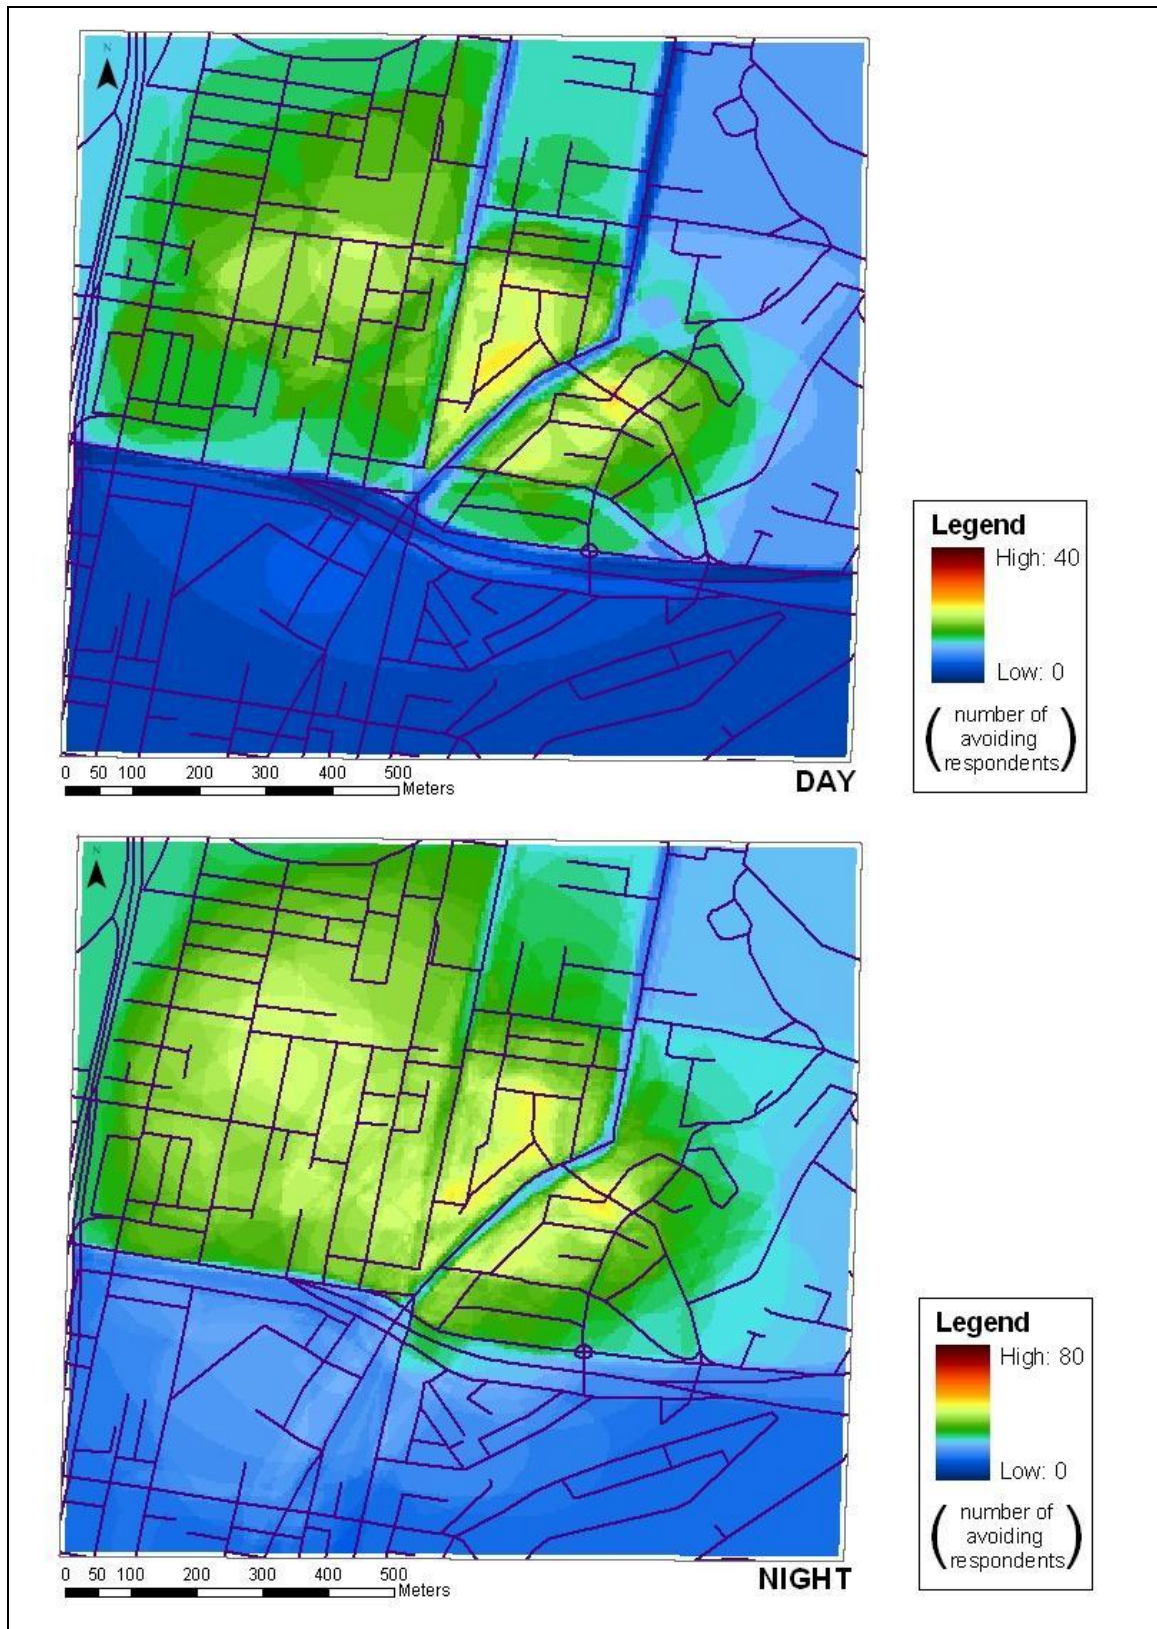 N
Legend
High: 40
Low: 0
( number of
avoiding
respondents )
0 50 100 200 300 400 500
Meters
DAY
N
Legend
High: 80
Low: 0
( number of
avoiding
respondents )
0 50 100 200 300 400 500
Meters
NIGHT